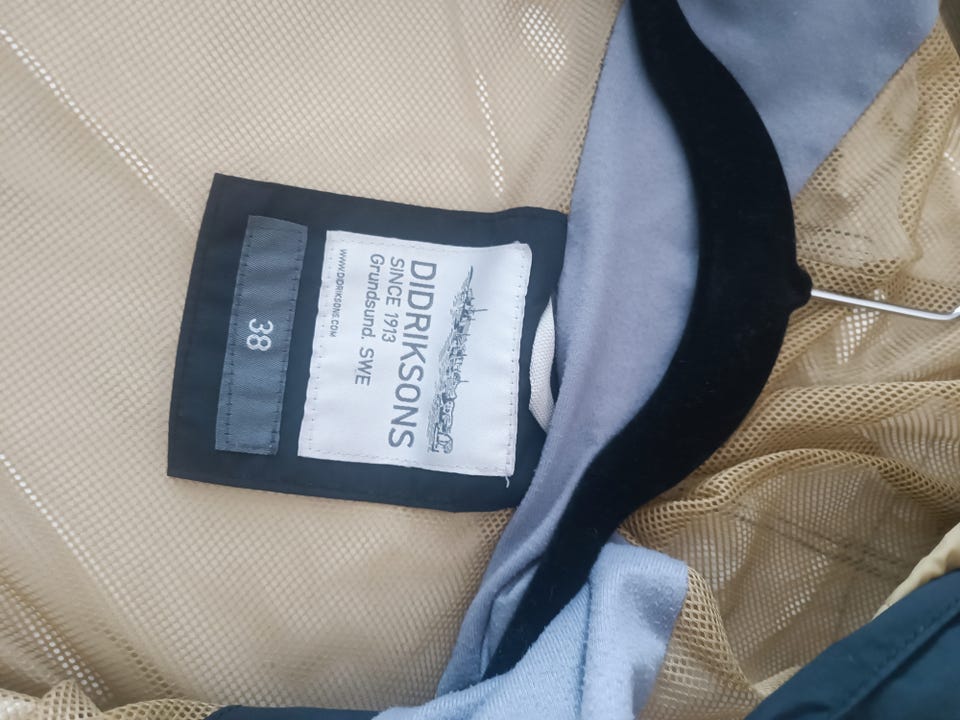 DIDRIKSONS
SINCE 1913
Grundsund. SWE
WWW.DIDRIKSONS.COM
38